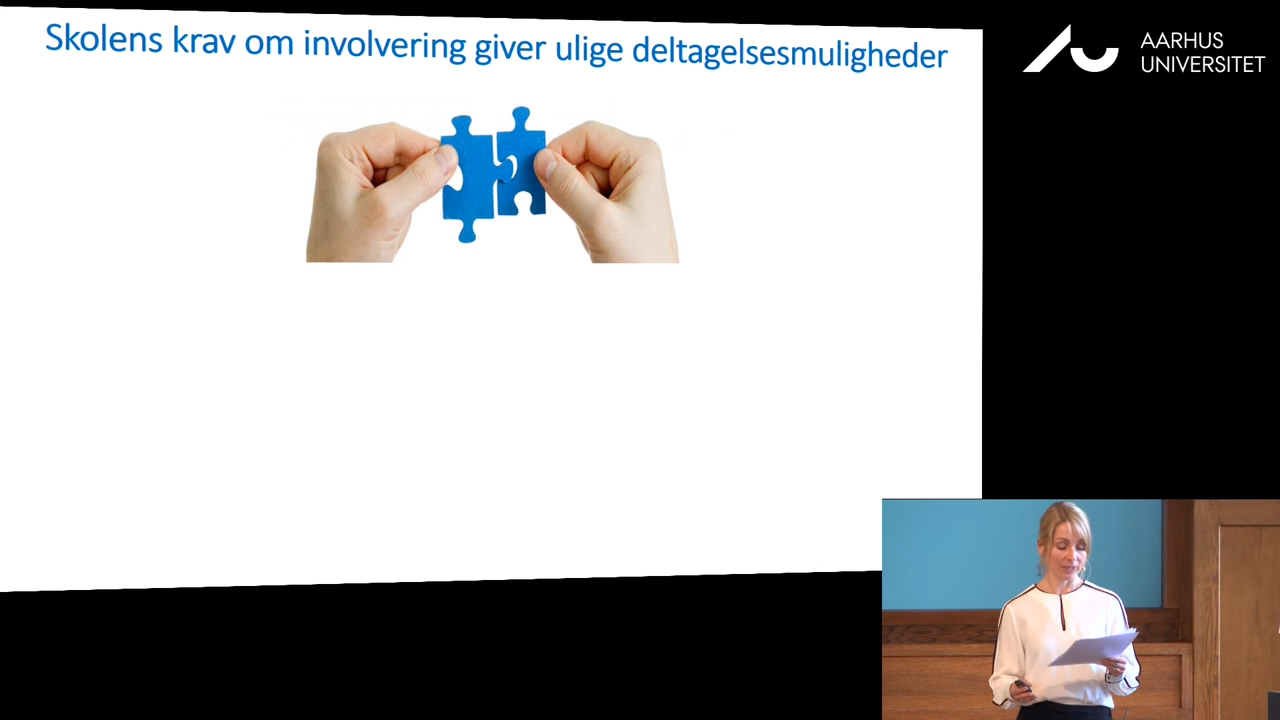 Skolens krav om involvering giver ulige deltagelsesmuligheder
AARHUS
UNIVERSITET